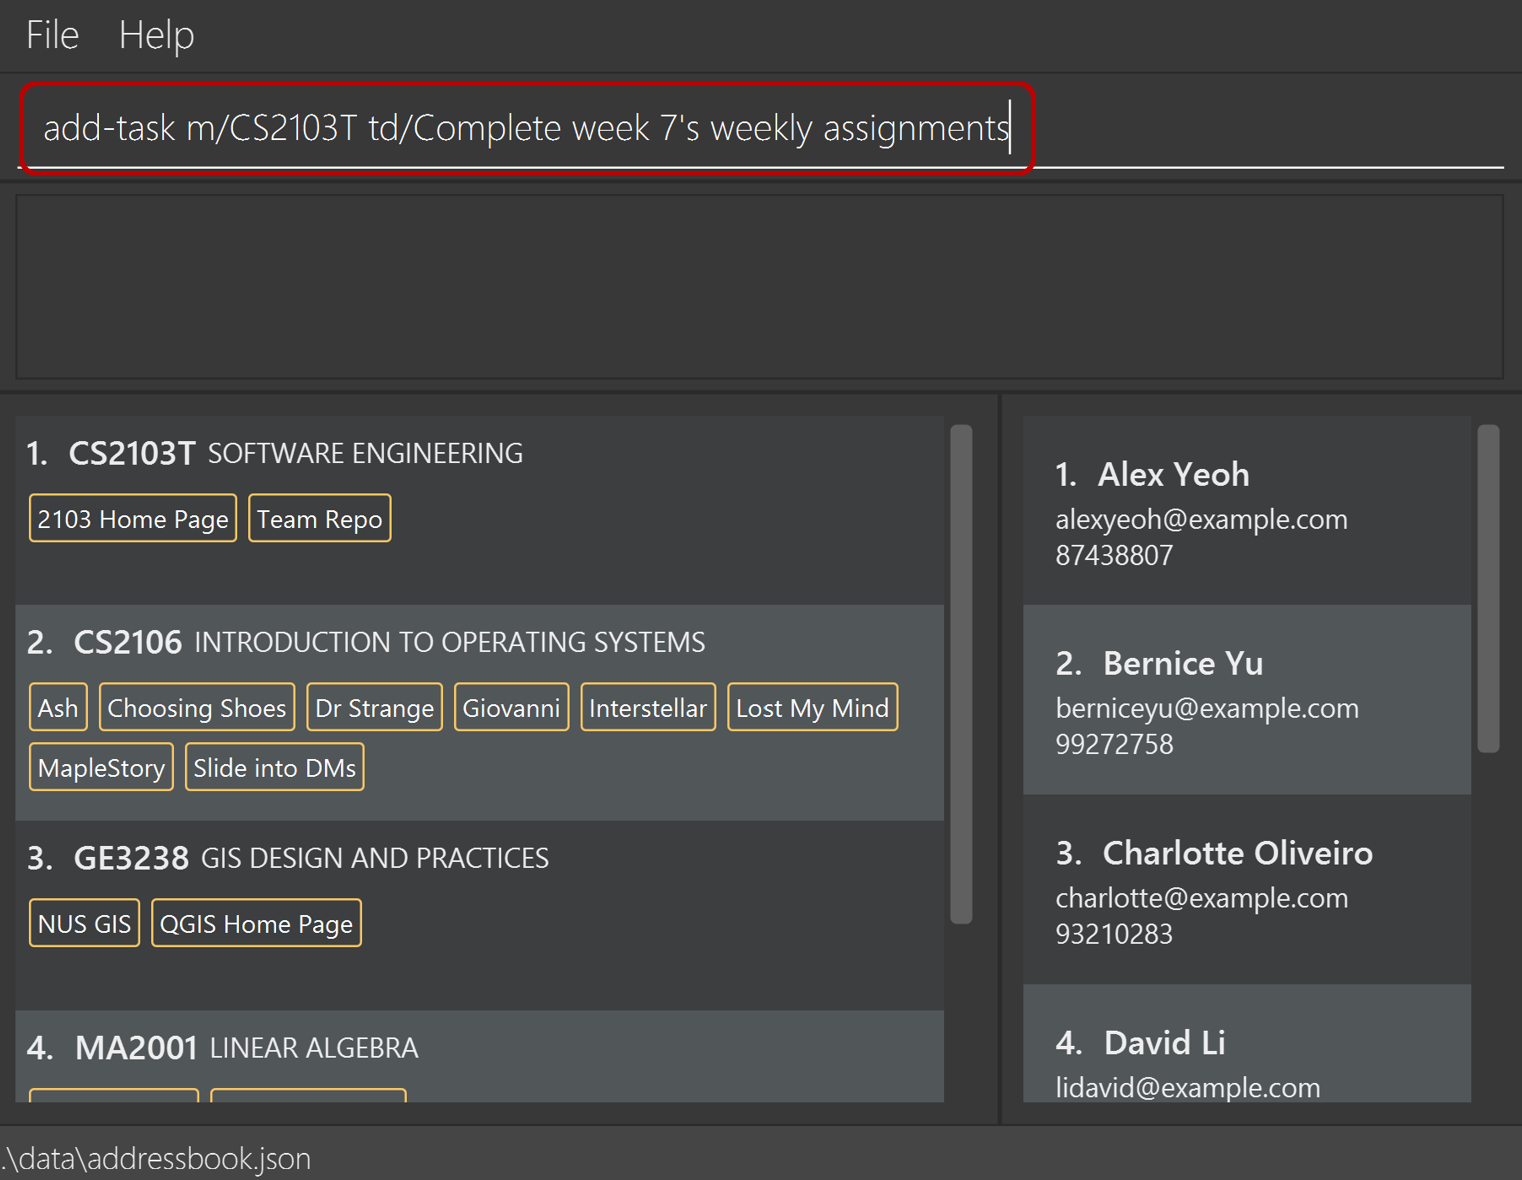 File Help
add-task m/CS2103T td/Complete week 7's weekly assignments
1. CS2103T SOFTWARE ENGINEERING
2103 Home Page Team Repo
2. CS2106 INTRODUCTION TO OPERATING SYSTEMS
Ash Choosing Shoes Dr Strange Giovanni Interstellar Lost My Mind
MapleStory Slide into DMs
3. GE3238 GIS DESIGN AND PRACTICES
NUS GIS QGIS Home Page
4. MA2001 LINEAR ALGEBRA
1. Alex Yeoh
alexyeoh@example.com
87438807
2. Bernice Yu
berniceyu@example.com
99272758
3. Charlotte Oliveiro
charlotte@example.com
93210283
4. David Li
lidavid@example.com
.\data\addressbook.json